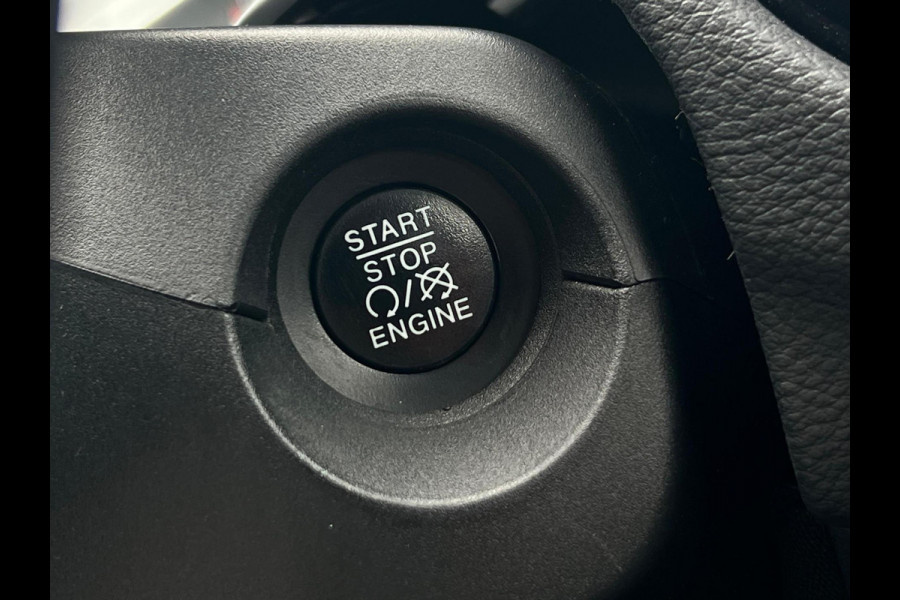 START
STOP
/
ENGINE